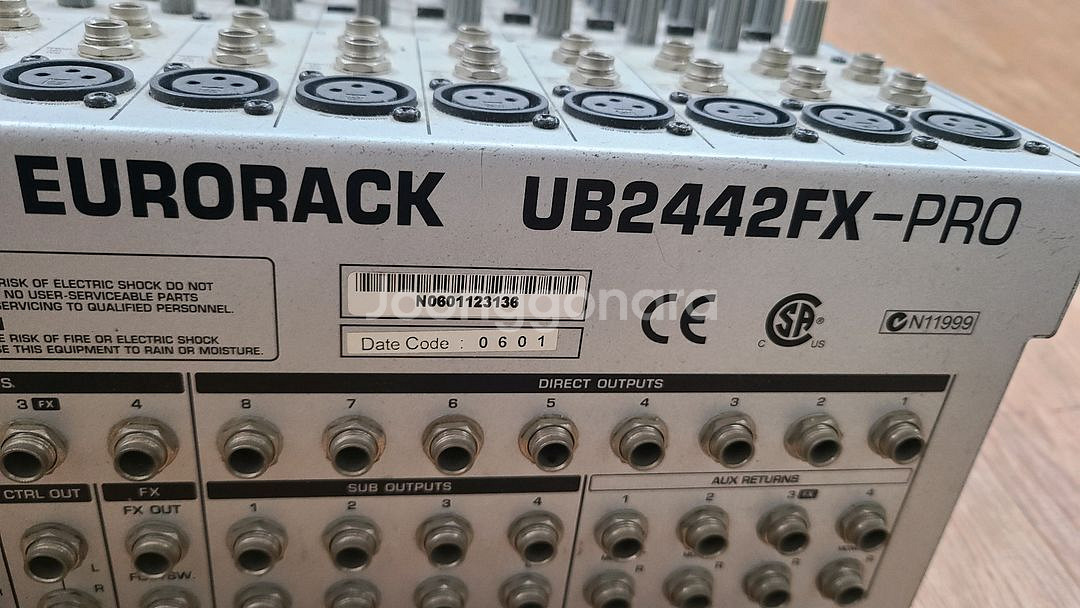 EURORACK UB2442FX-PRO
RISK OF ELECTRIC SHOCK DO NOT
NO USER-SERVICEABLE PARTS
SERVICING TO QUALIFIED PERSONNEL.
RISK OF FIRE OR ELECTRIC SHOCK
THIS EQUIPMENT TO RAIN OR MOISTURE.
N0601123136
Joonggonara
Date Code : 0601
CE
CSA®
C US
N11999
S.
DIRECT OUTPUTS
3 FX 4
8 7 6 5 4 3 2 1
CTRL OUT
FX
SUB OUTPUTS
AUX RETURNS
FX OUT
1 2 3 4
1 2 3 FX 4
L
R
R R R